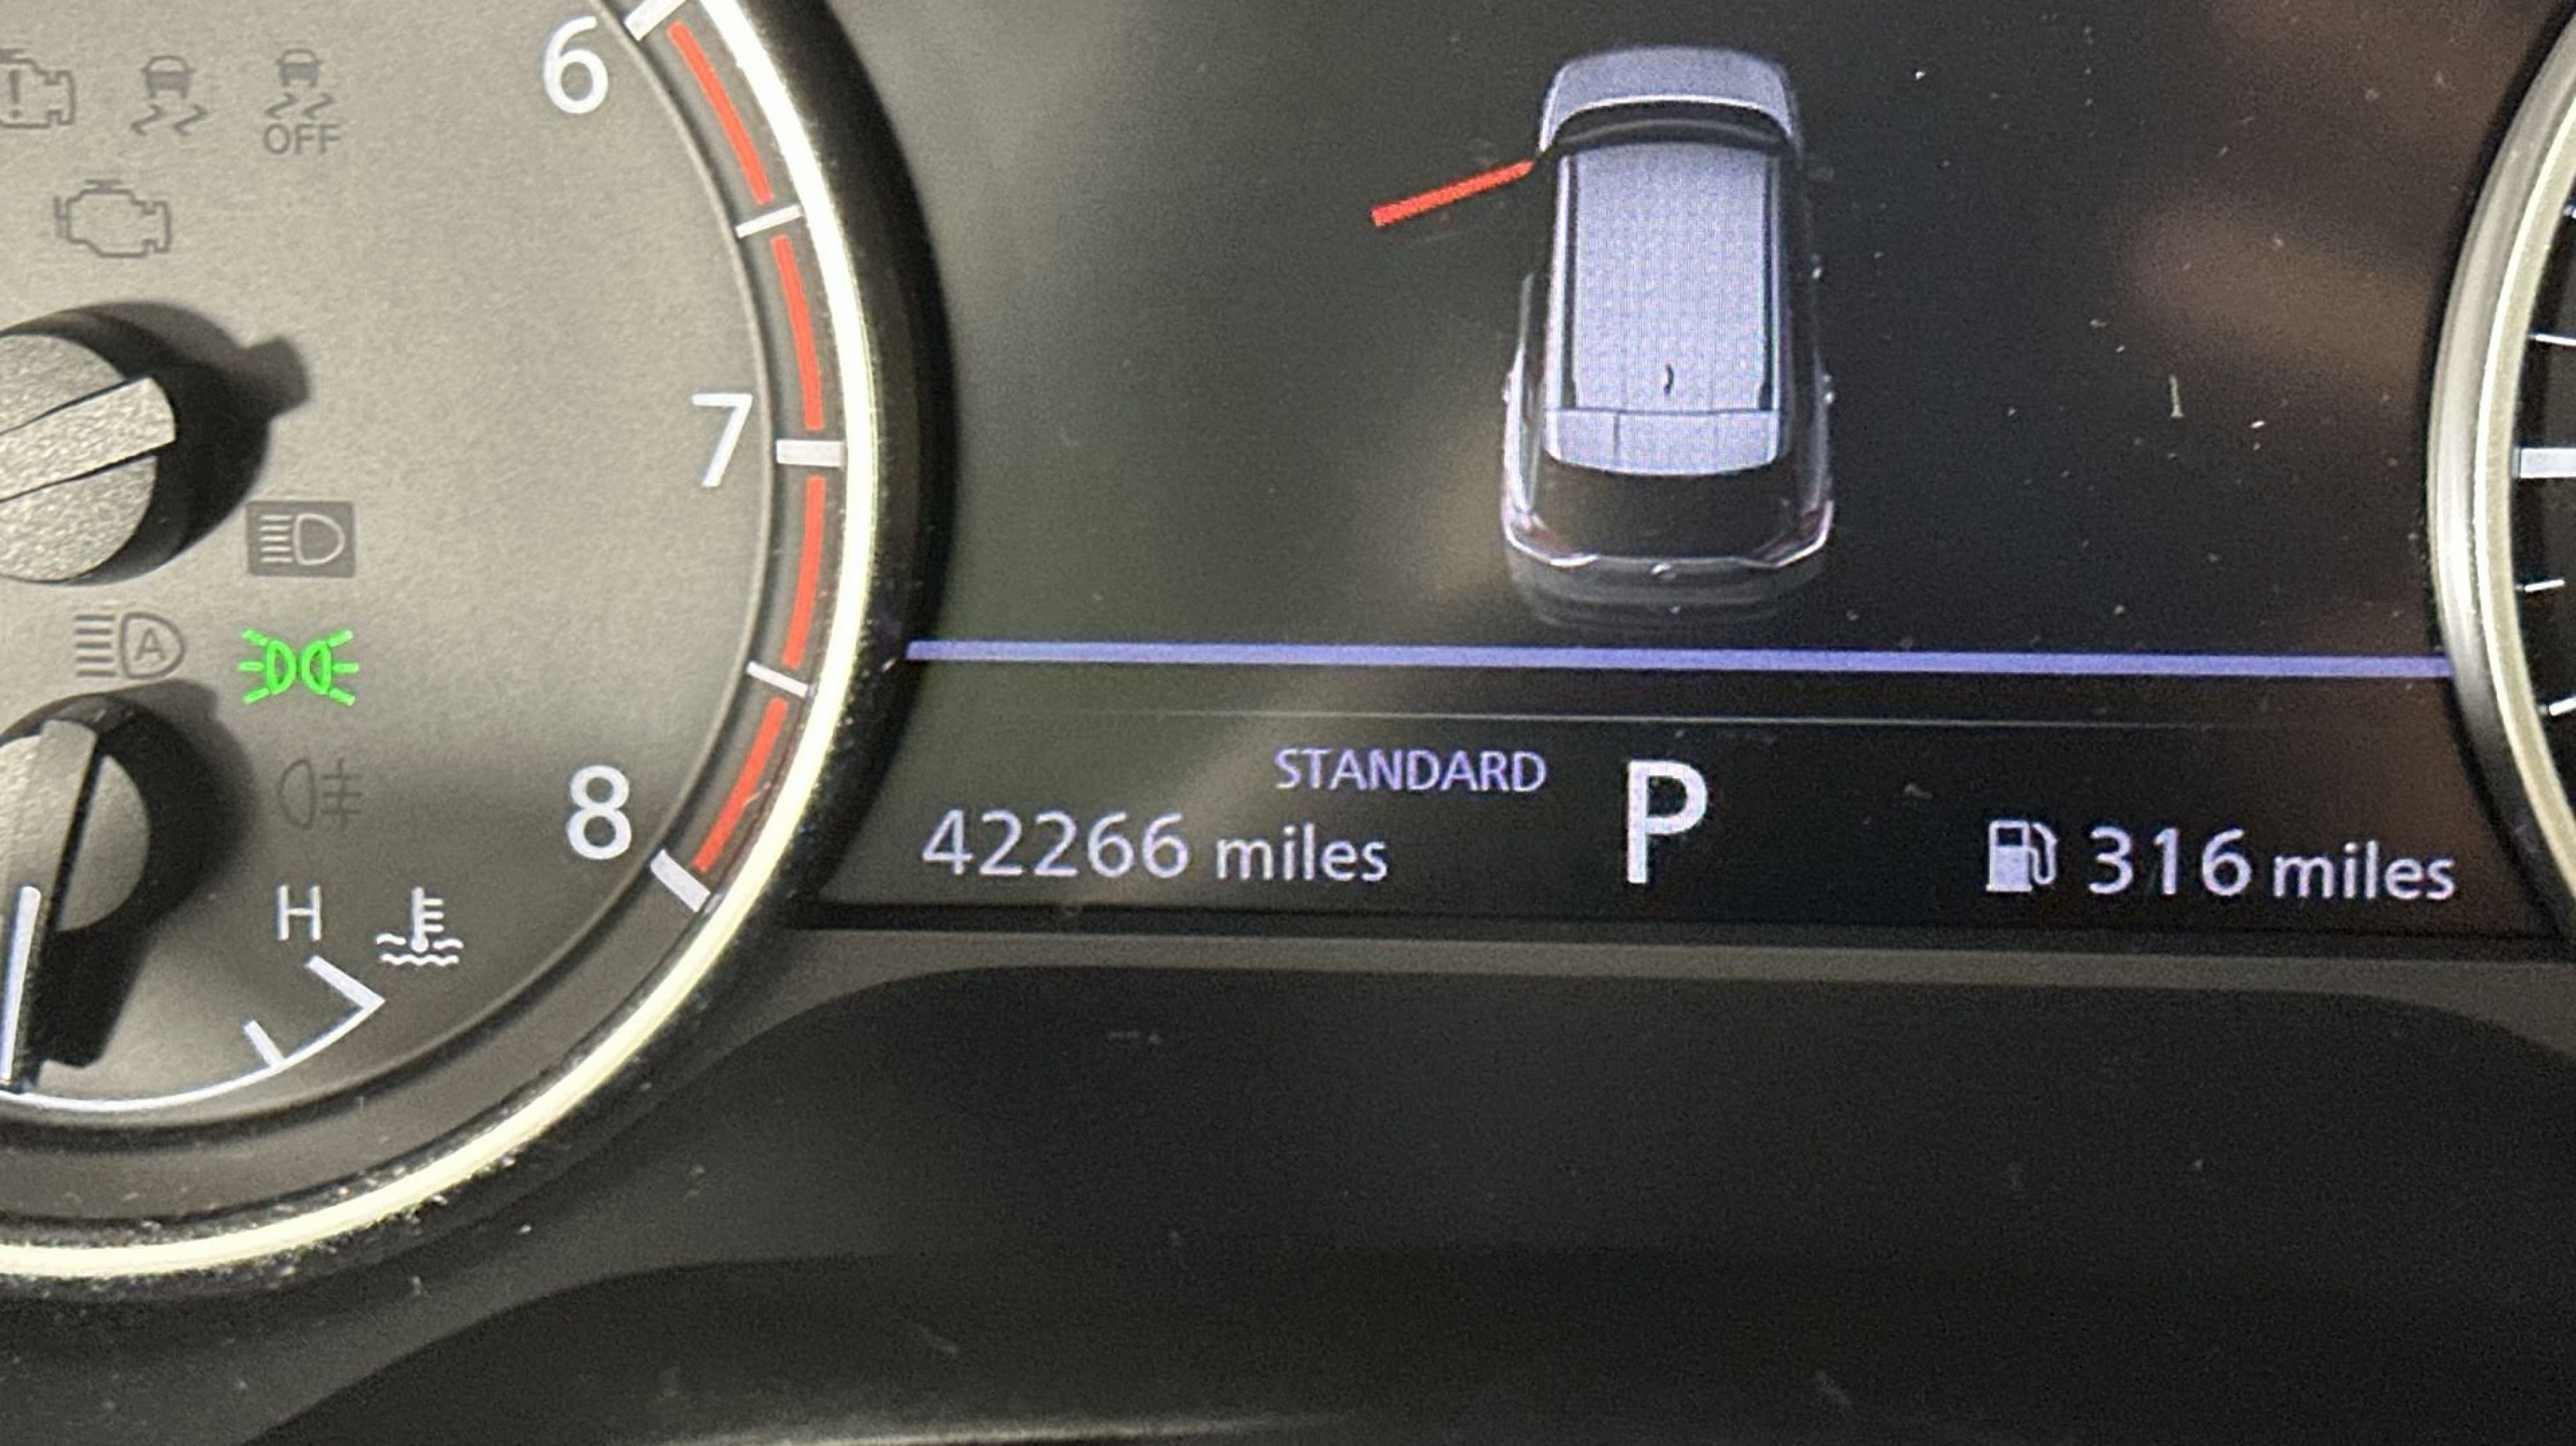 6
OFF
7
A
8
STANDARD
P
42266 miles
316 miles
H